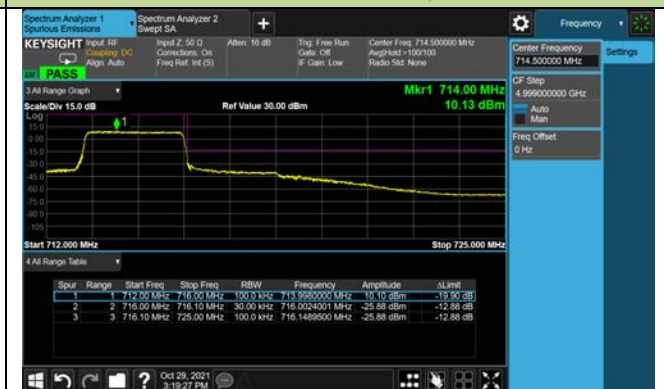 Spectrum Analyzer 1
Spurious Emissions
Spectrum Analyzer 2
Swept SA
+
Frequency
KEYSIGHT
Input: RF
Coupling: DC
Align: Auto
Input Z: 50 Ω
Corrections: On
Freq Ref: Int (S)
Atten: 16 dB
Trig: Free Run
Gate: Off
IF Gain: Low
Center Freq: 714.500000 MHz
Avg|Hold:>100/100
Radio Std: None
PASS
Center Frequency
714.500000 MHz
Settings
CF Step
4.999000000 GHz
Auto
Man
Freq Offset
0 Hz
3 All Range Graph
Mkr1 714.00 MHz
Scale/Div 15.0 dB
Ref Value 30.00 dBm
10.13 dBm
Log
15.0
0.00
-15.0
-30.0
-45.0
-60.0
-75.0
-90.0
-105
1
Start 712.000 MHz
Stop 725.000 MHz
4 All Range Table
Spur Range Start Freq Stop Freq RBW Frequency Amplitude ΔLimit
1 1 712.00 MHz 716.00 MHz 100.0 kHz 713.9980000 MHz 10.10 dBm -19.90 dB
2 2 716.00 MHz 716.10 MHz 30.00 kHz 716.0024001 MHz -25.88 dBm -12.88 dB
3 3 716.10 MHz 725.00 MHz 100.0 kHz 716.1489500 MHz -25.88 dBm -12.88 dB
?
Oct 29, 2021
3:19:27 PM